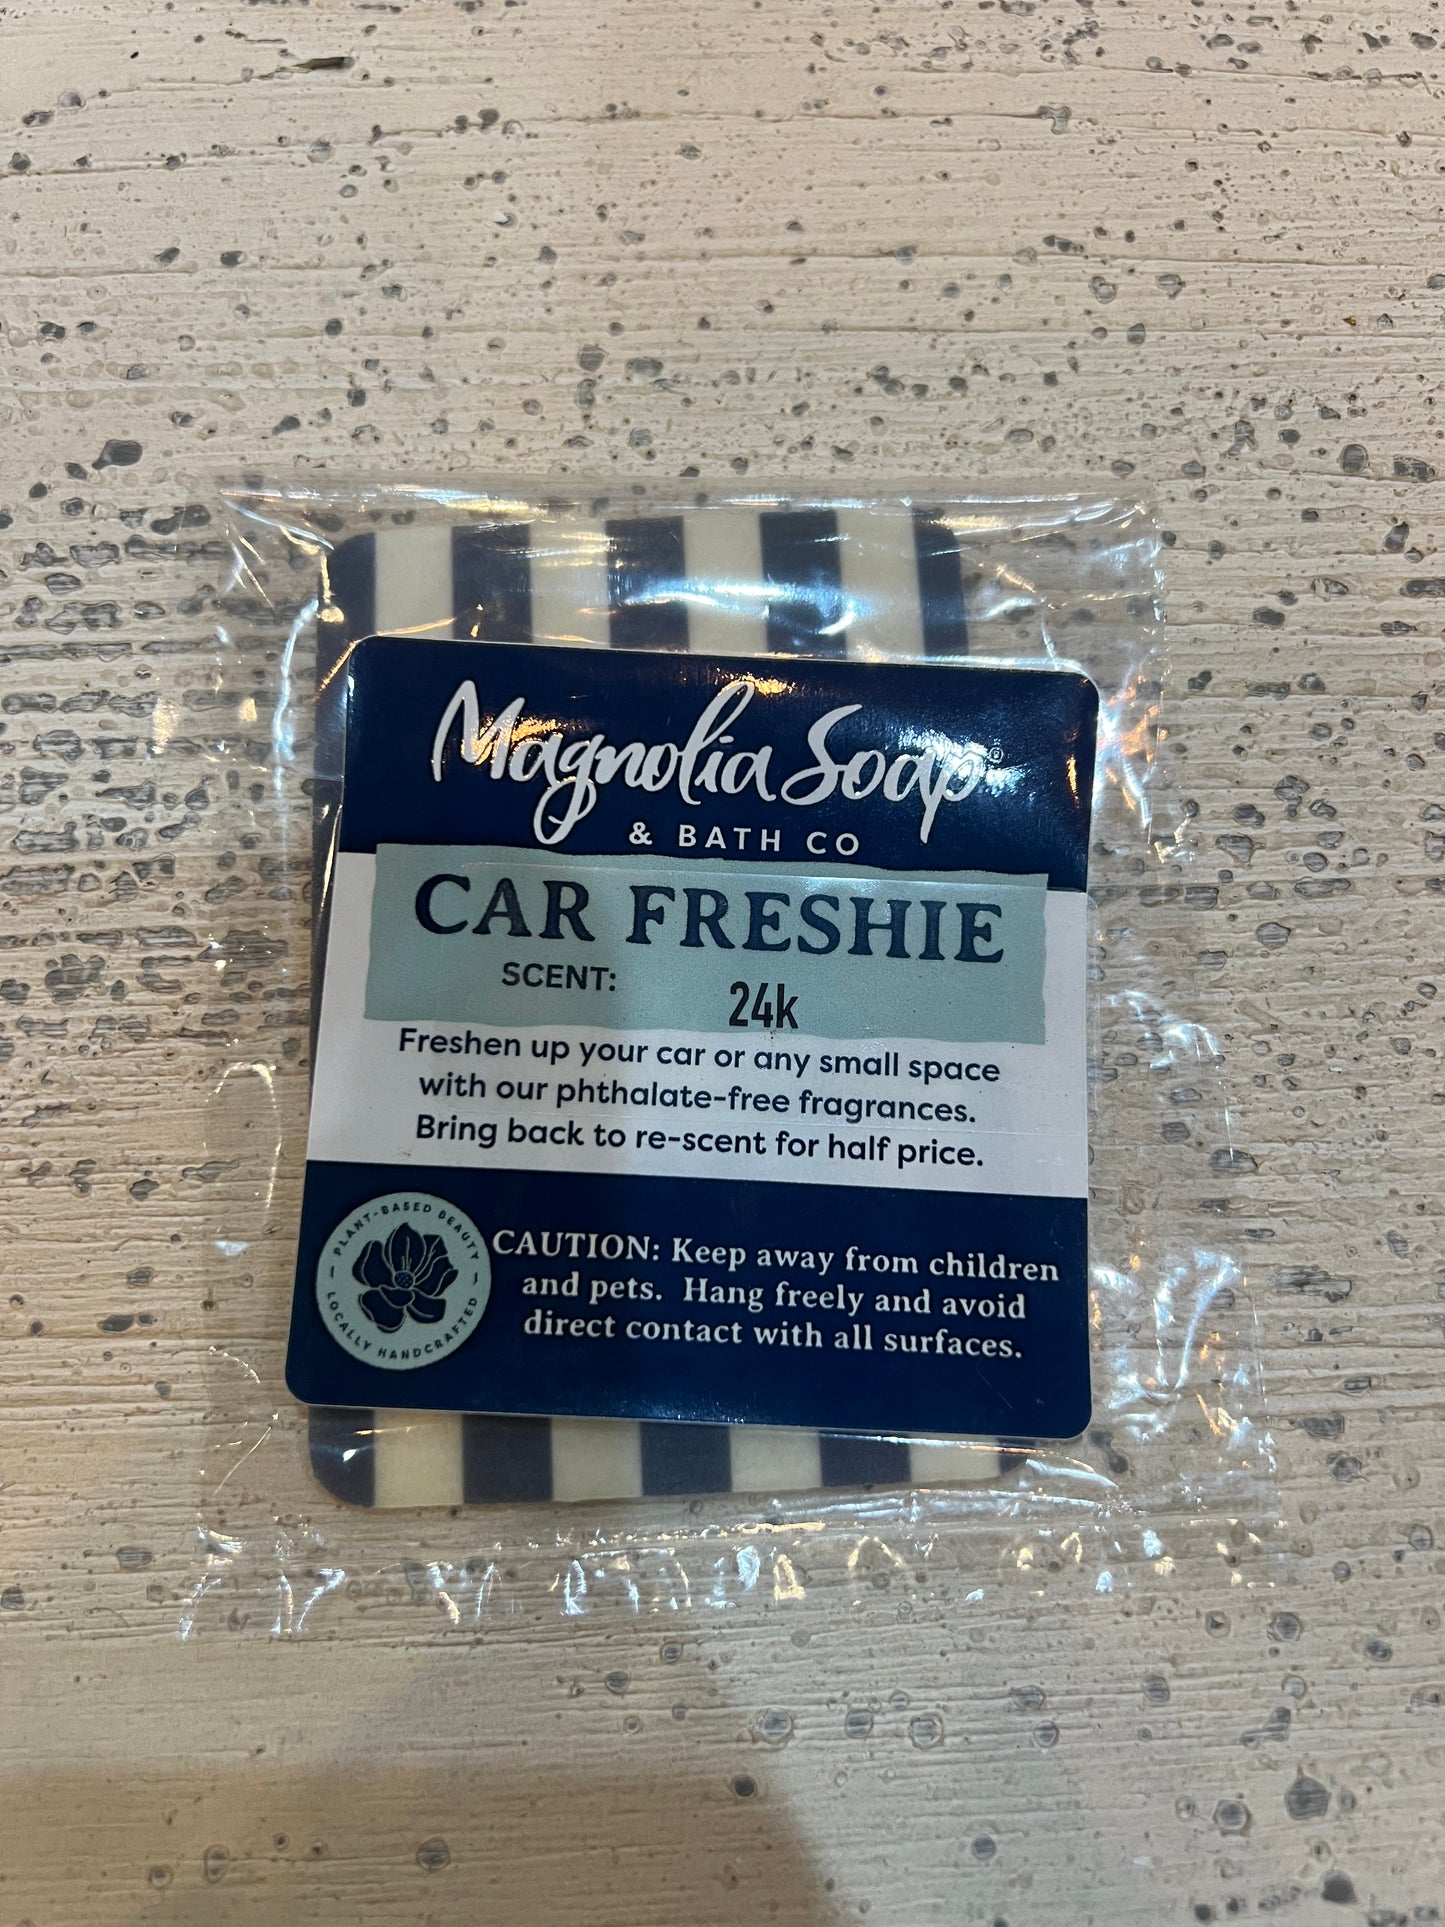 Magnolia Soap®
& BATH CO
CAR FRESHIE
SCENT:
24k
Freshen up your car or any small space
with our phthalate-free fragrances.
Bring back to re-scent for half price.
PLANT-BASED BEAUTY
LOCALLY HANDCRAFTED
CAUTION: Keep away from children
and pets. Hang freely and avoid
direct contact with all surfaces.